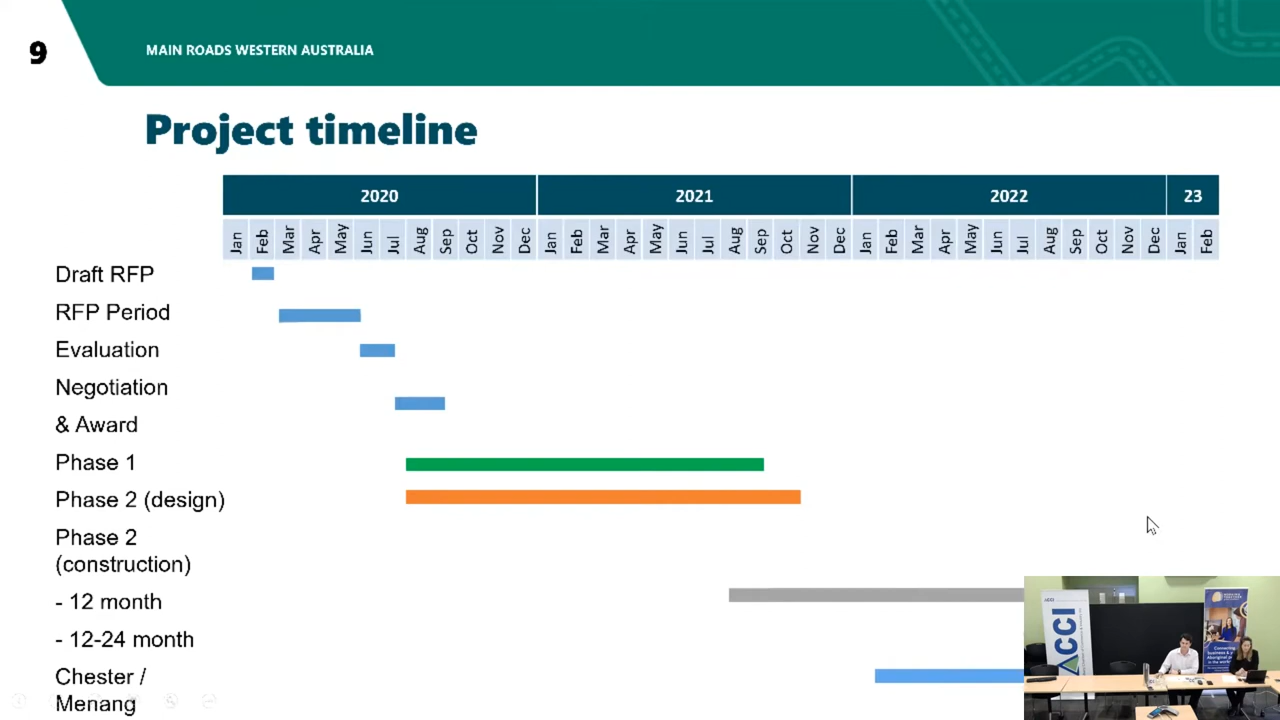 9
MAIN ROADS WESTERN AUSTRALIA
Project timeline
2020 2021 2022 23
Jan Feb Mar Apr May Jun Jul Aug Sep Oct Nov Dec Jan Feb Mar Apr May Jun Jul Aug Sep Oct Nov Dec Jan Feb Mar Apr May Jun Jul Aug Sep Oct Nov Dec Jan Feb
Draft RFP
RFP Period
Evaluation
Negotiation
& Award
Phase 1
Phase 2 (design)
Phase 2
(construction)
- 12 month
- 12-24 month
Chester /
Menang
ACCI
ACCI
Connecting